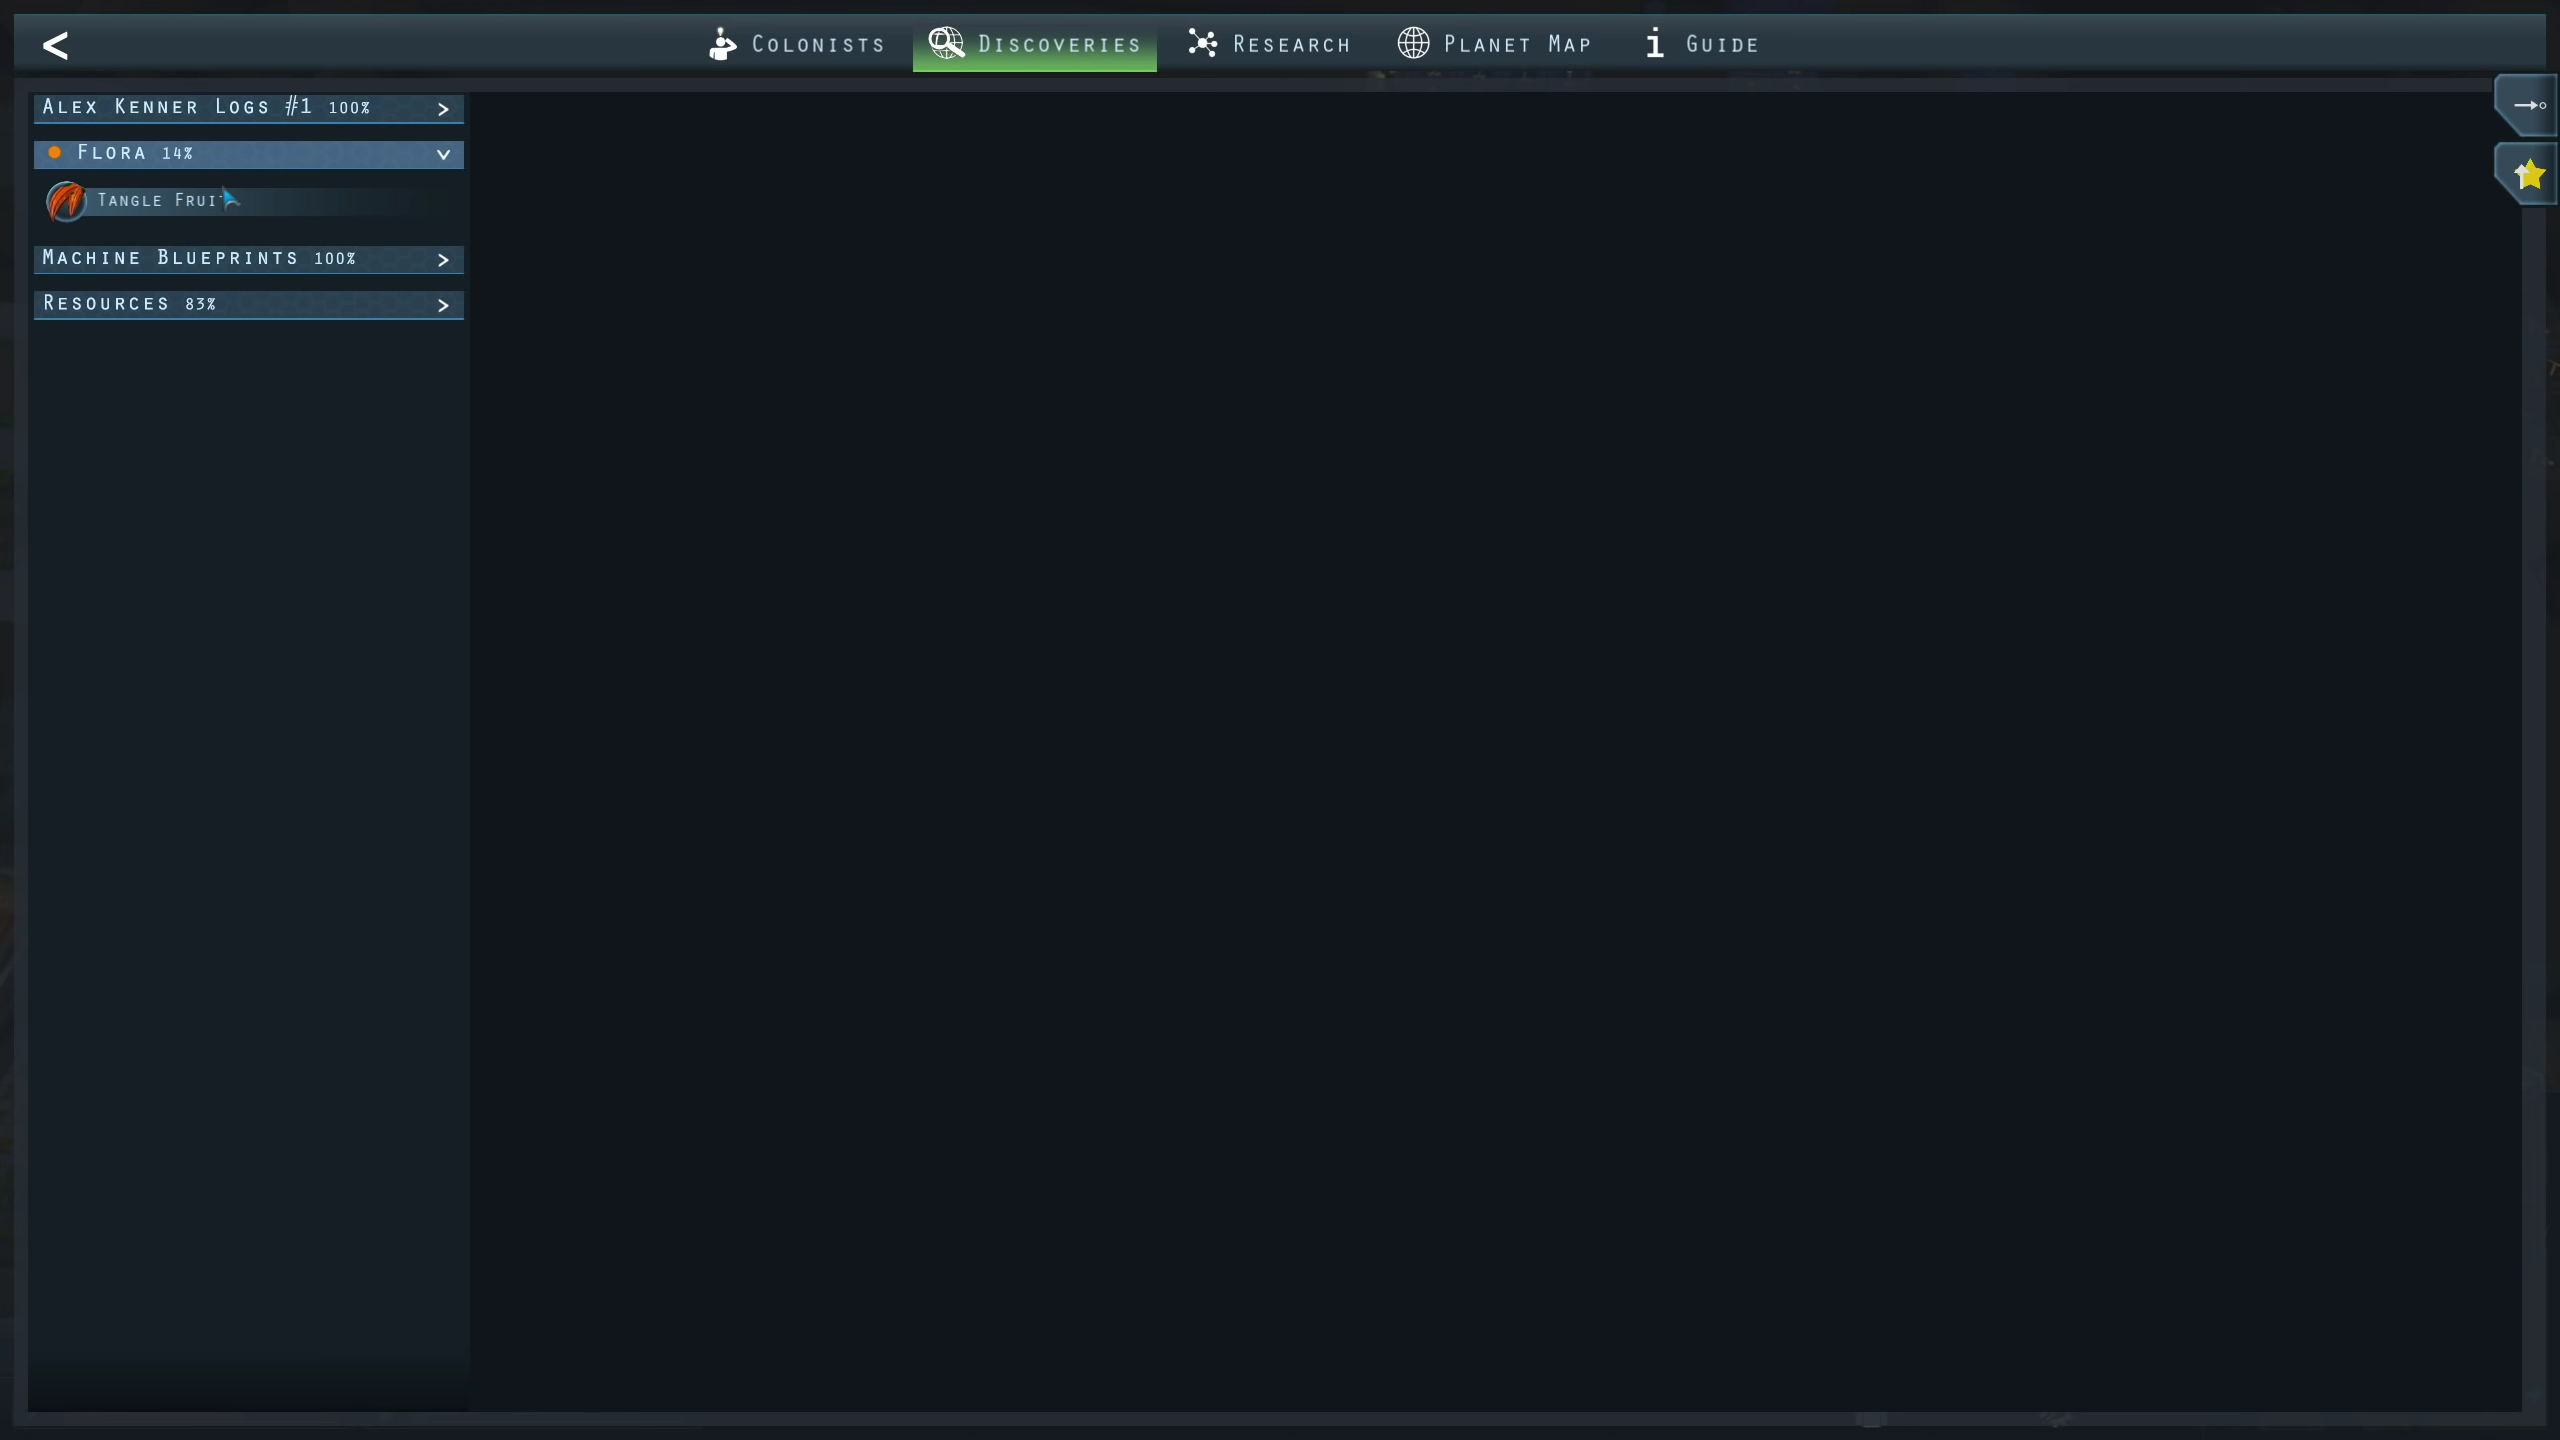 <
Colonists
Discoveries
Research
Planet Map
i Guide
Alex Kenner Logs #1 100% >
Flora 14%
Tangle Fruit
Machine Blueprints 100% >
Resources 83% >